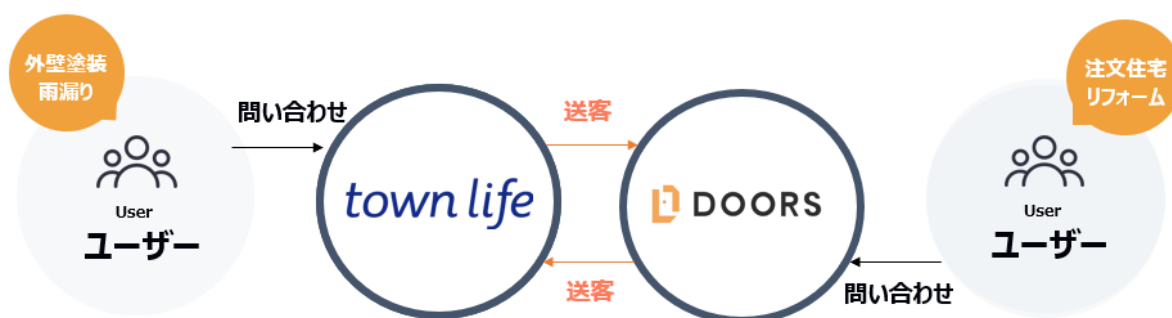 外壁塗装
雨漏り
User
ユーザー
問い合わせ
town life
送客
送客
DOORS
問い合わせ
注文住宅
リフォーム
User
ユーザー